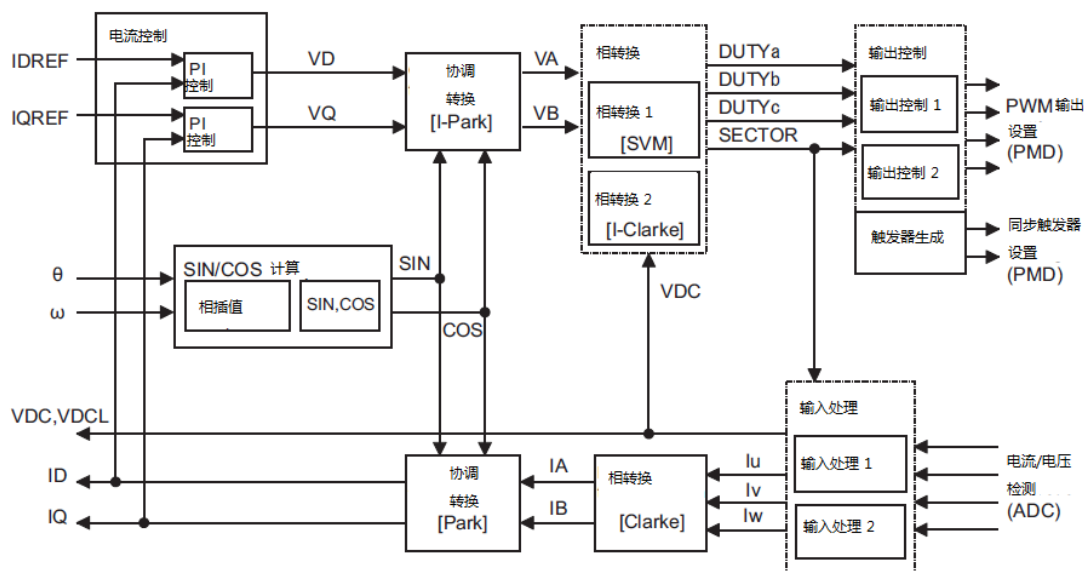 电流控制
IDREF
PI
控制
VD
IQREF
PI
控制
VQ
协调
转换
[I-Park]
VA
VB
相转换
相转换 1
[SVM]
相转换 2
[I-Clarke]
DUTYa
DUTYb
DUTYc
SECTOR
输出控制
输出控制 1
输出控制 2
触发器生成
PWM 输出
设置
(PMD)
同步触发器
设置
(PMD)
θ
ω
SIN/COS 计算
相插值
SIN,COS
SIN
COS
VDC
VDC,VDCL
ID
IQ
协调
转换
[Park]
IA
IB
相转换
[Clarke]
Iu
Iv
Iw
输入处理
输入处理 1
输入处理 2
电流/电压
检测
(ADC)